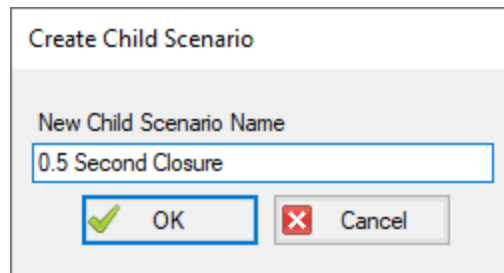 Create Child Scenario
New Child Scenario Name
0.5 Second Closure
OK Cancel